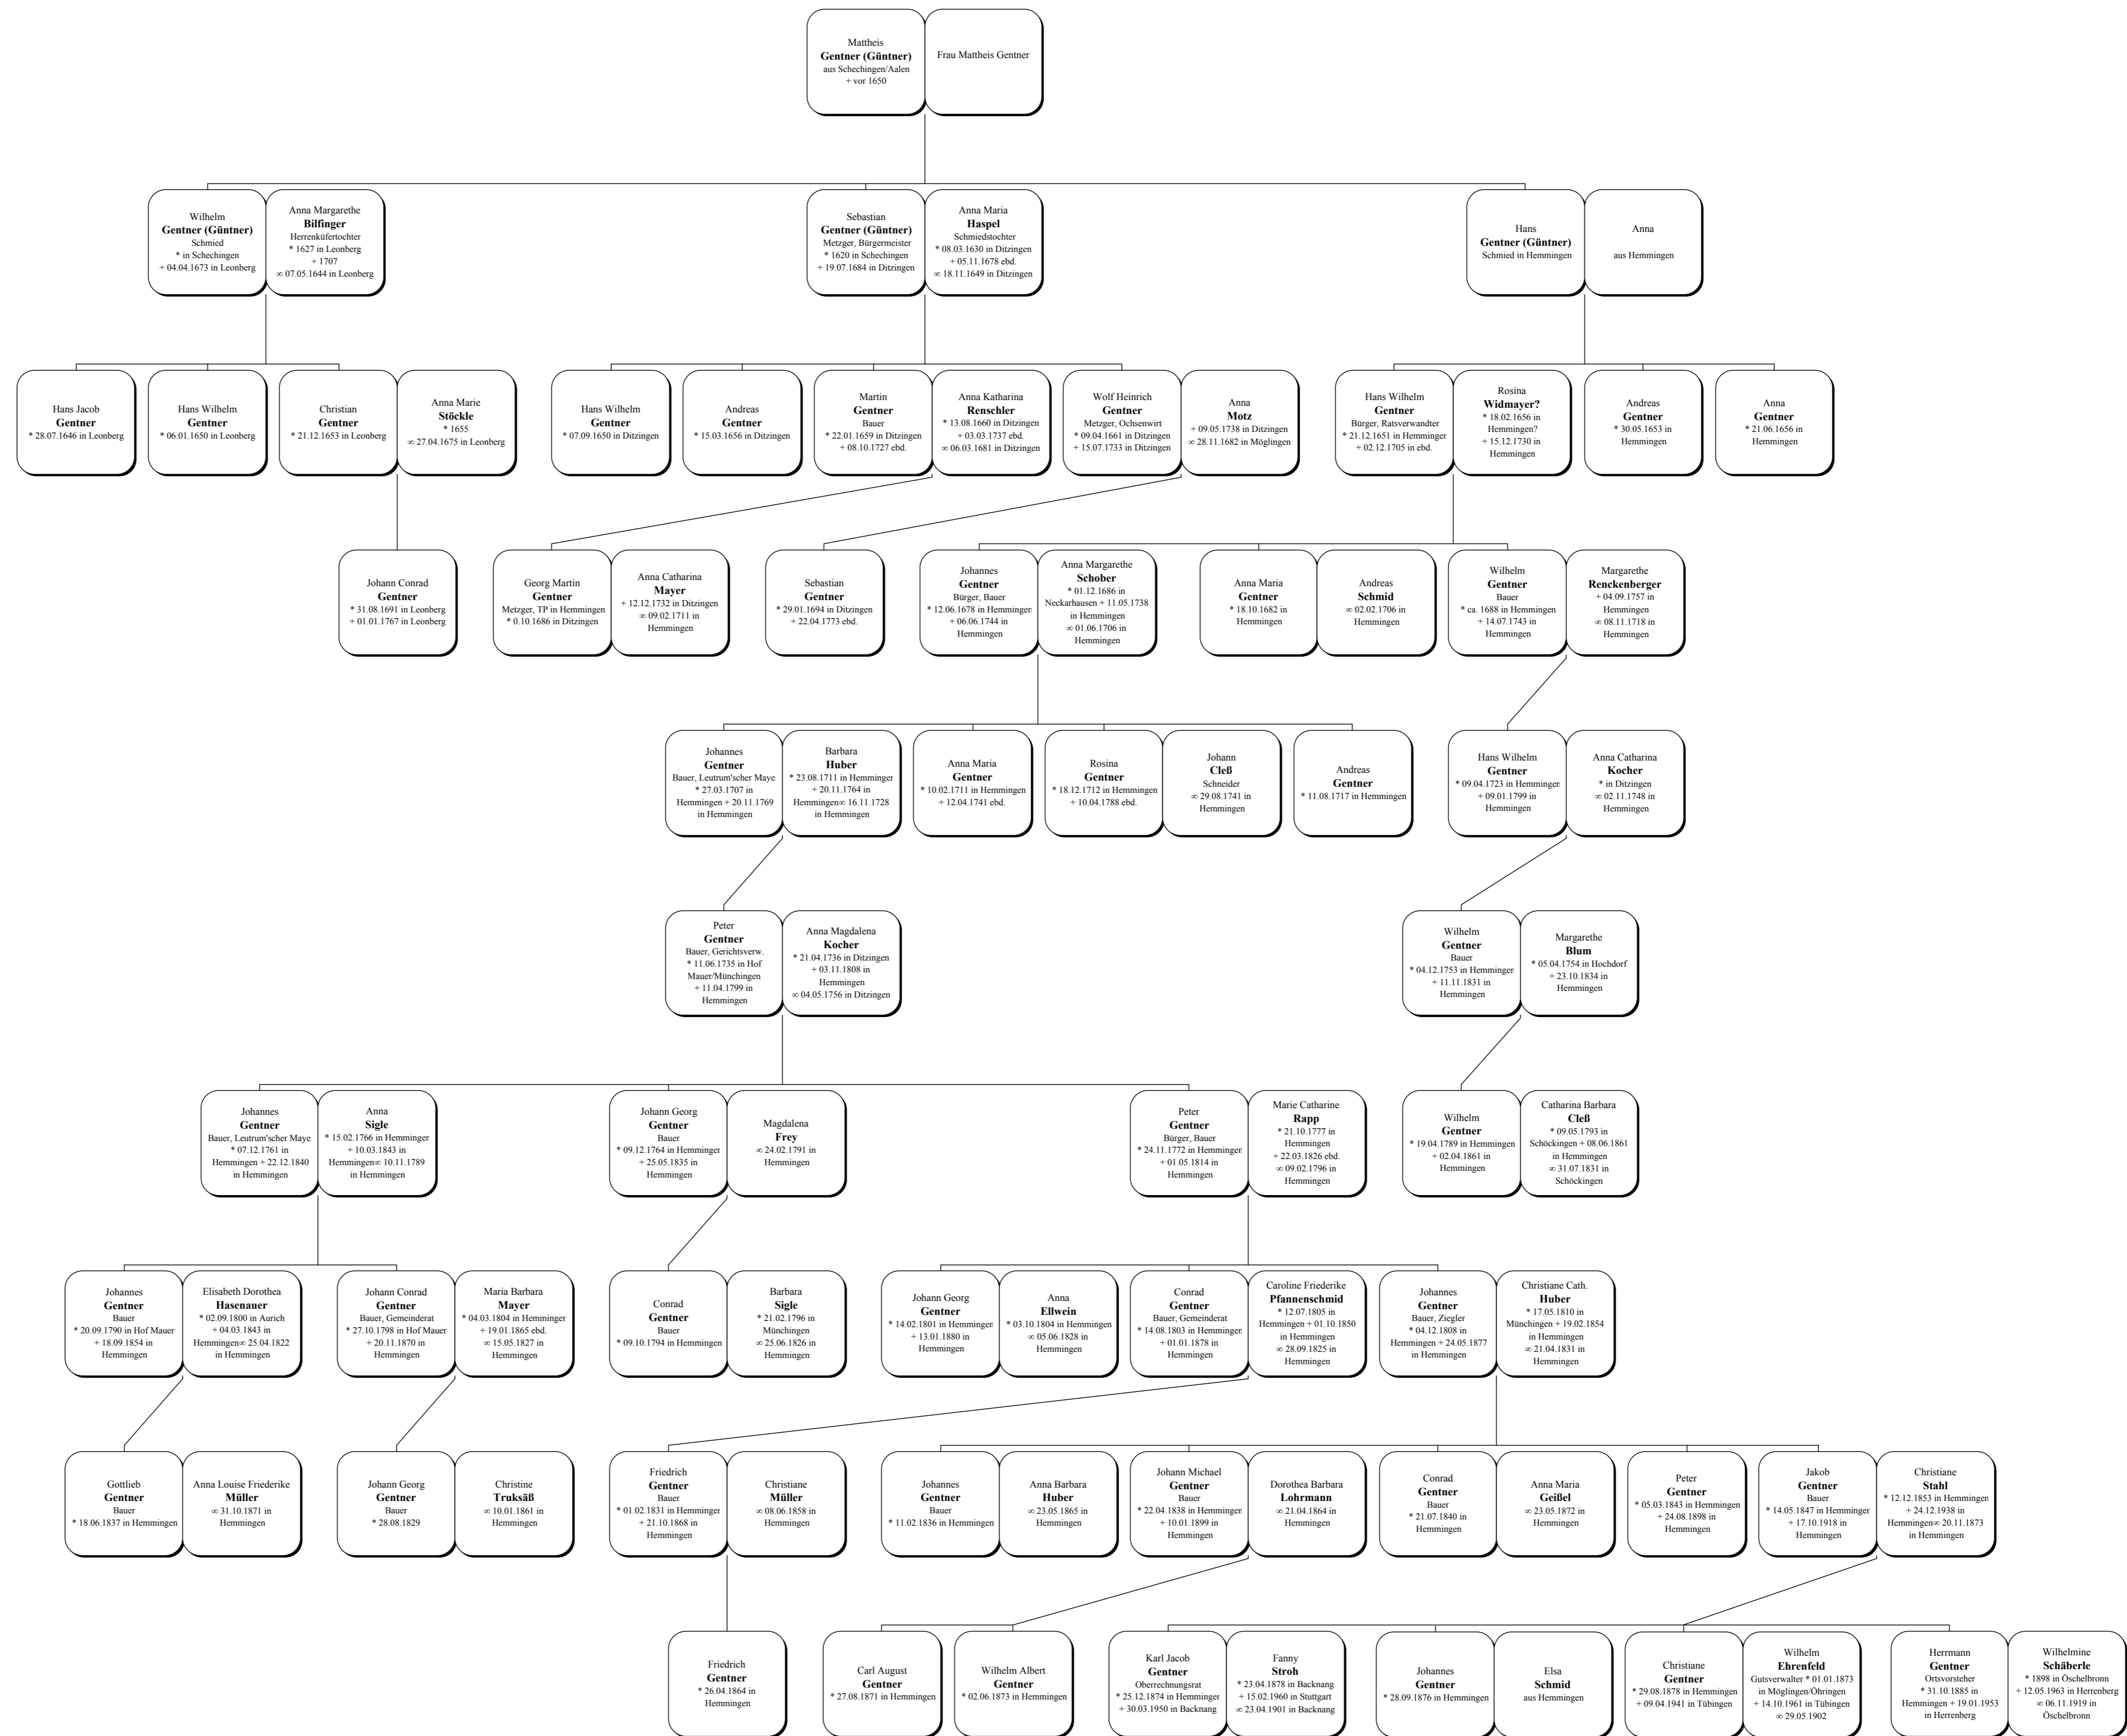 Mattheis
Gentner (Güntner)
aus Schechingen/Aalen
+ vor 1650
Frau Mattheis Gentner
Wilhelm
Gentner (Güntner)
Schmied
* in Schechingen
+ 04.04.1673 in Leonberg
Anna Margarethe
Bilfinger
Herrenküfertochter
* 1627 in Leonberg
+ 1707
∞ 07.05.1644 in Leonberg
Sebastian
Gentner (Güntner)
Metzger, Bürgermeister
* 1620 in Schechingen
+ 19.07.1684 in Ditzingen
Anna Maria
Haspel
Schmiedstochter
* 08.03.1630 in Ditzingen
+ 05.11.1678 ebd.
∞ 18.11.1649 in Ditzingen
Hans
Gentner (Güntner)
Schmied in Hemmingen
Anna
aus Hemmingen
Hans Jacob
Gentner
* 28.07.1646 in Leonberg
Hans Wilhelm
Gentner
* 06.01.1650 in Leonberg
Christian
Gentner
* 21.12.1653 in Leonberg
Anna Marie
Stöckle
* 1655
∞ 27.04.1675 in Leonberg
Hans Wilhelm
Gentner
* 07.09.1650 in Ditzingen
Andreas
Gentner
* 15.03.1656 in Ditzingen
Martin
Gentner
Bauer
* 22.01.1659 in Ditzingen
+ 08.10.1727 ebd.
Anna Katharina
Renschler
* 13.08.1660 in Ditzingen
+ 03.03.1737 ebd.
∞ 06.03.1681 in Ditzingen
Wolf Heinrich
Gentner
Metzger, Ochsenwirt
* 09.04.1661 in Ditzingen
+ 15.07.1733 in Ditzingen
Anna
Motz
+ 09.05.1738 in Ditzingen
∞ 28.11.1682 in Möglingen
Hans Wilhelm
Gentner
Bürger, Ratsverwandter
* 21.12.1651 in Hemminger
+ 02.12.1705 in ebd.
Rosina
Widmayer?
* 18.02.1656 in
Hemmingen?
+ 15.12.1730 in
Hemmingen
Andreas
Gentner
* 30.05.1653 in
Hemmingen
Anna
Gentner
* 21.06.1656 in
Hemmingen
Johann Conrad
Gentner
* 31.08.1691 in Leonberg
+ 01.01.1767 in Leonberg
Georg Martin
Gentner
Metzger, TP in Hemmingen
* 0.10.1686 in Ditzingen
Anna Catharina
Mayer
+ 12.12.1732 in Ditzingen
∞ 09.02.1711 in
Hemmingen
Sebastian
Gentner
* 29.01.1694 in Ditzingen
+ 22.04.1773 ebd.
Johannes
Gentner
Bürger, Bauer
* 12.06.1678 in Hemmingen
+ 06.06.1744 in
Hemmingen
Anna Margarethe
Schober
* 01.12.1686 in
Neckarhausen + 11.05.1738
in Hemmingen
∞ 01.06.1706 in
Hemmingen
Anna Maria
Gentner
* 18.10.1682 in
Hemmingen
Andreas
Schmid
∞ 02.02.1706 in
Hemmingen
Wilhelm
Gentner
Bauer
* ca. 1688 in Hemmingen
+ 14.07.1743 in
Hemmingen
Margarethe
Renckenberger
+ 04.09.1757 in
Hemmingen
∞ 08.11.1718 in
Hemmingen
Johannes
Gentner
Bauer, Leutrum'scher Maye
* 27.03.1707 in
Hemmingen + 20.11.1769
in Hemmingen
Barbara
Huber
* 23.08.1711 in Hemminger
+ 20.11.1764 in
Hemmingen∞ 16.11.1728
in Hemmingen
Anna Maria
Gentner
* 10.02.1711 in Hemmingen
+ 12.04.1741 ebd.
Rosina
Gentner
* 18.12.1712 in Hemmingen
+ 10.04.1788 ebd.
Johann
Cleß
Schneider
∞ 29.08.1741 in
Hemmingen
Andreas
Gentner
* 11.08.1717 in Hemmingen
Hans Wilhelm
Gentner
* 09.04.1723 in Hemmingen
+ 09.01.1799 in
Hemmingen
Anna Catharina
Kocher
* in Ditzingen
∞ 02.11.1748 in
Hemmingen
Peter
Gentner
Bauer, Gerichtsverw.
* 11.06.1735 in Hof
Mauer/Münchingen
+ 11.04.1799 in
Hemmingen
Anna Magdalena
Kocher
* 21.04.1736 in Ditzingen
+ 03.11.1808 in
Hemmingen
∞ 04.05.1756 in Ditzingen
Wilhelm
Gentner
Bauer
* 04.12.1753 in Hemminger
+ 11.11.1831 in
Hemmingen
Margarethe
Blum
* 05.04.1754 in Hochdorf
+ 23.10.1834 in
Hemmingen
Johannes
Gentner
Bauer, Leutrum'scher Maye
* 07.12.1761 in
Hemmingen + 22.12.1840
in Hemmingen
Anna
Sigle
* 15.02.1766 in Hemmingen
+ 10.03.1843 in
Hemmingen∞ 10.11.1789
in Hemmingen
Johann Georg
Gentner
Bauer
* 09.12.1764 in Hemminger
+ 25.05.1835 in
Hemmingen
Magdalena
Frey
∞ 24.02.1791 in
Hemmingen
Peter
Gentner
Bürger, Bauer
* 24.11.1772 in Hemmingen
+ 01.05.1814 in
Hemmingen
Marie Catharine
Rapp
* 21.10.1777 in
Hemmingen
+ 22.03.1826 ebd.
∞ 09.02.1796 in
Hemmingen
Wilhelm
Gentner
* 19.04.1789 in Hemmingen
+ 02.04.1861 in
Hemmingen
Catharina Barbara
Cleß
* 09.05.1793 in
Schöckingen + 08.06.1861
in Hemmingen
∞ 31.07.1831 in
Schöckingen
Johannes
Gentner
Bauer
* 20.09.1790 in Hof Mauer
+ 18.09.1854 in
Hemmingen
Elisabeth Dorothea
Hasenauer
* 02.09.1800 in Aurich
+ 04.03.1843 in
Hemmingen∞ 25.04.1822
in Hemmingen
Johann Conrad
Gentner
Bauer, Gemeinderat
* 27.10.1798 in Hof Mauer
+ 20.11.1870 in
Hemmingen
Maria Barbara
Mayer
* 04.03.1804 in Hemminger
+ 19.01.1865 ebd.
∞ 15.05.1827 in
Hemmingen
Conrad
Gentner
Bauer
* 09.10.1794 in Hemmingen
Barbara
Sigle
* 21.02.1796 in
Münchingen
∞ 25.06.1826 in
Hemmingen
Johann Georg
Gentner
* 14.02.1801 in Hemmingen
+ 13.01.1880 in
Hemmingen
Anna
Ellwein
* 03.10.1804 in Hemmingen
∞ 05.06.1828 in
Hemmingen
Conrad
Gentner
Bauer, Gemeinderat
* 14.08.1803 in Hemmingen
+ 01.01.1878 in
Hemmingen
Caroline Friederike
Pfannenschmid
* 12.07.1805 in
Hemmingen + 01.10.1850
in Hemmingen
∞ 28.09.1825 in
Hemmingen
Johannes
Gentner
Bauer, Ziegler
* 04.12.1808 in
Hemmingen + 24.05.1877
in Hemmingen
Christiane Cath.
Huber
* 17.05.1810 in
Münchingen + 19.02.1854
in Hemmingen
∞ 21.04.1831 in
Hemmingen
Gottlieb
Gentner
Bauer
* 18.06.1837 in Hemmingen
Anna Louise Friederike
Müller
∞ 31.10.1871 in
Hemmingen
Johann Georg
Gentner
Bauer
* 28.08.1829
Christine
Truksäß
∞ 10.01.1861 in
Hemmingen
Friedrich
Gentner
Bauer
* 01.02.1831 in Hemminger
+ 21.10.1868 in
Hemmingen
Christiane
Müller
∞ 08.06.1858 in
Hemmingen
Johannes
Gentner
Bauer
* 11.02.1836 in Hemmingen
Anna Barbara
Huber
∞ 23.05.1865 in
Hemmingen
Johann Michael
Gentner
Bauer
* 22.04.1838 in Hemmingen
+ 10.01.1899 in
Hemmingen
Dorothea Barbara
Lohrmann
∞ 21.04.1864 in
Hemmingen
Conrad
Gentner
Bauer
* 21.07.1840 in
Hemmingen
Anna Maria
Geißel
∞ 23.05.1872 in
Hemmingen
Peter
Gentner
* 05.03.1843 in Hemmingen
+ 24.08.1898 in
Hemmingen
Jakob
Gentner
Bauer
* 14.05.1847 in Hemminger
+ 17.10.1918 in
Hemmingen
Christiane
Stahl
* 12.12.1853 in Hemmingen
+ 24.12.1938 in
Hemmingen∞ 20.11.1873
in Hemmingen
Friedrich
Gentner
* 26.04.1864 in
Hemmingen
Carl August
Gentner
* 27.08.1871 in Hemmingen
Wilhelm Albert
Gentner
* 02.06.1873 in Hemmingen
Karl Jacob
Gentner
Oberrechnungsrat
* 25.12.1874 in Hemminger
+ 30.03.1950 in Backnang
Fanny
Stroh
* 23.04.1878 in Backnang
+ 15.02.1960 in Stuttgart
∞ 23.04.1901 in Backnang
Johannes
Gentner
* 28.09.1876 in Hemmingen
Elsa
Schmid
aus Hemmingen
Christiane
Gentner
* 29.08.1878 in Hemmingen
+ 09.04.1941 in Tübingen
Wilhelm
Ehrenfeld
Gutsverwalter * 01.01.1873
in Möglingen/Öhringen
+ 14.10.1961 in Tübingen
∞ 29.05.1902
Herrmann
Gentner
Ortsvorsteher
* 31.10.1885 in
Hemmingen + 19.01.1953
in Herrenberg
Wilhelmine
Schäberle
* 1898 in Öschelbronn
+ 12.05.1963 in Herrenberg
∞ 06.11.1919 in
Öschelbronn